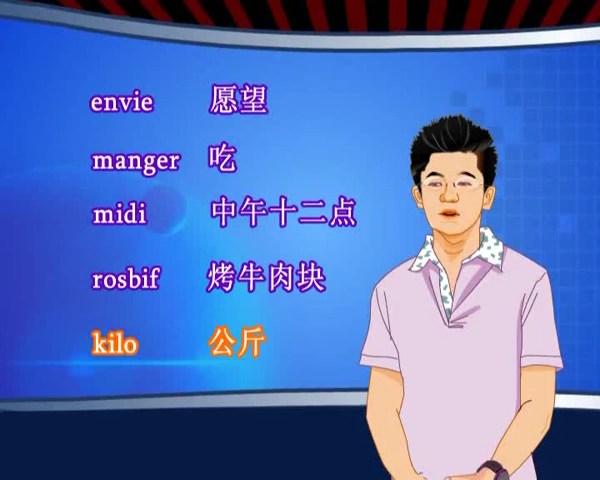 envie 愿望
manger 吃
midi 中午十二点
rosbif 烤牛肉块
kilo 公斤